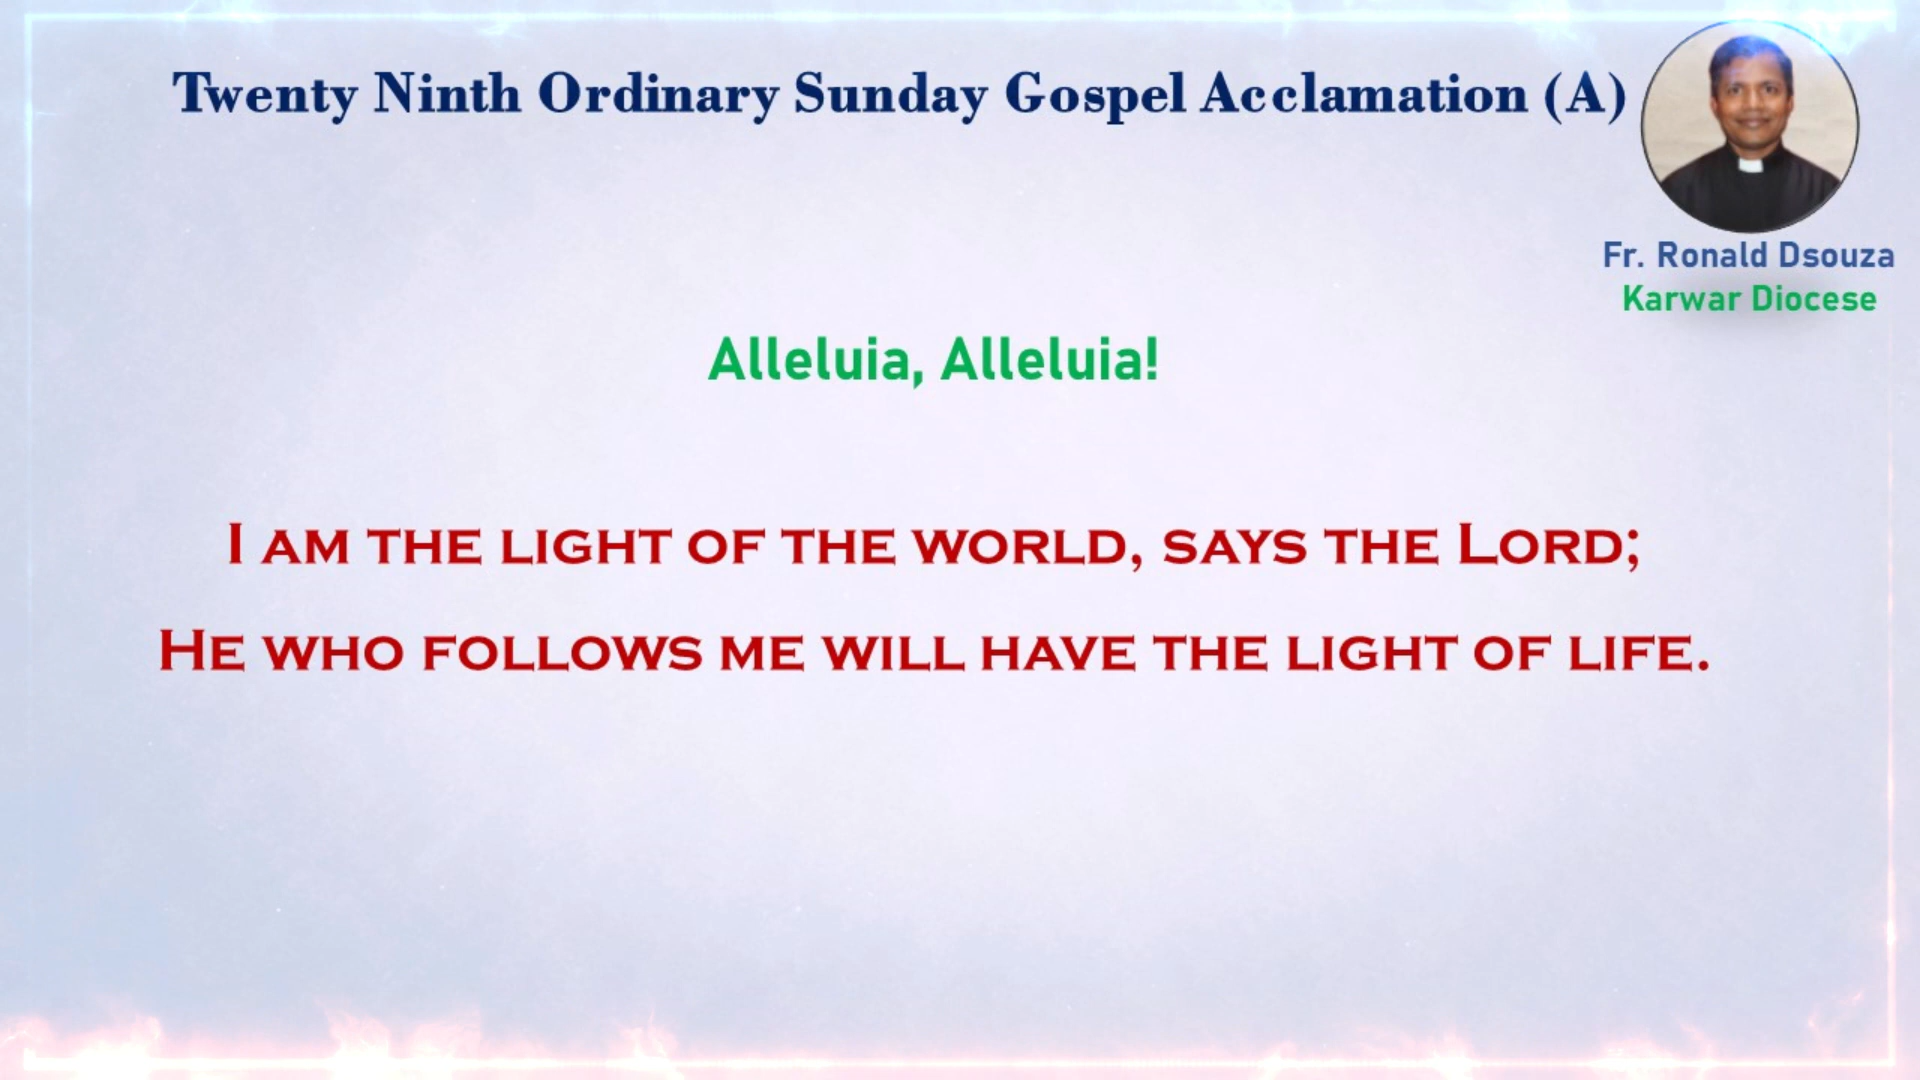 Twenty Ninth Ordinary Sunday Gospel Acclamation (A)
Fr. Ronald Dsouza
Karwar Diocese
Alleluia, Alleluia!
I AM THE LIGHT OF THE WORLD, SAYS THE LORD;
HE WHO FOLLOWS ME WILL HAVE THE LIGHT OF LIFE.